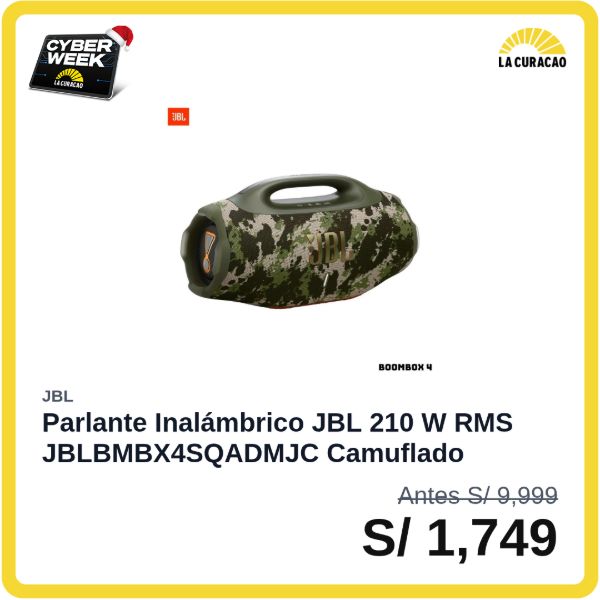 CYBER
WEEK
LA CURACAO
LA CURACAO
JBL
JBL
BOOMBOX 4
JBL
Parlante Inalámbrico JBL 210 W RMS
JBLBMBX4SQADMJC Camuflado
Antes S/ 9,999
S/ 1,749